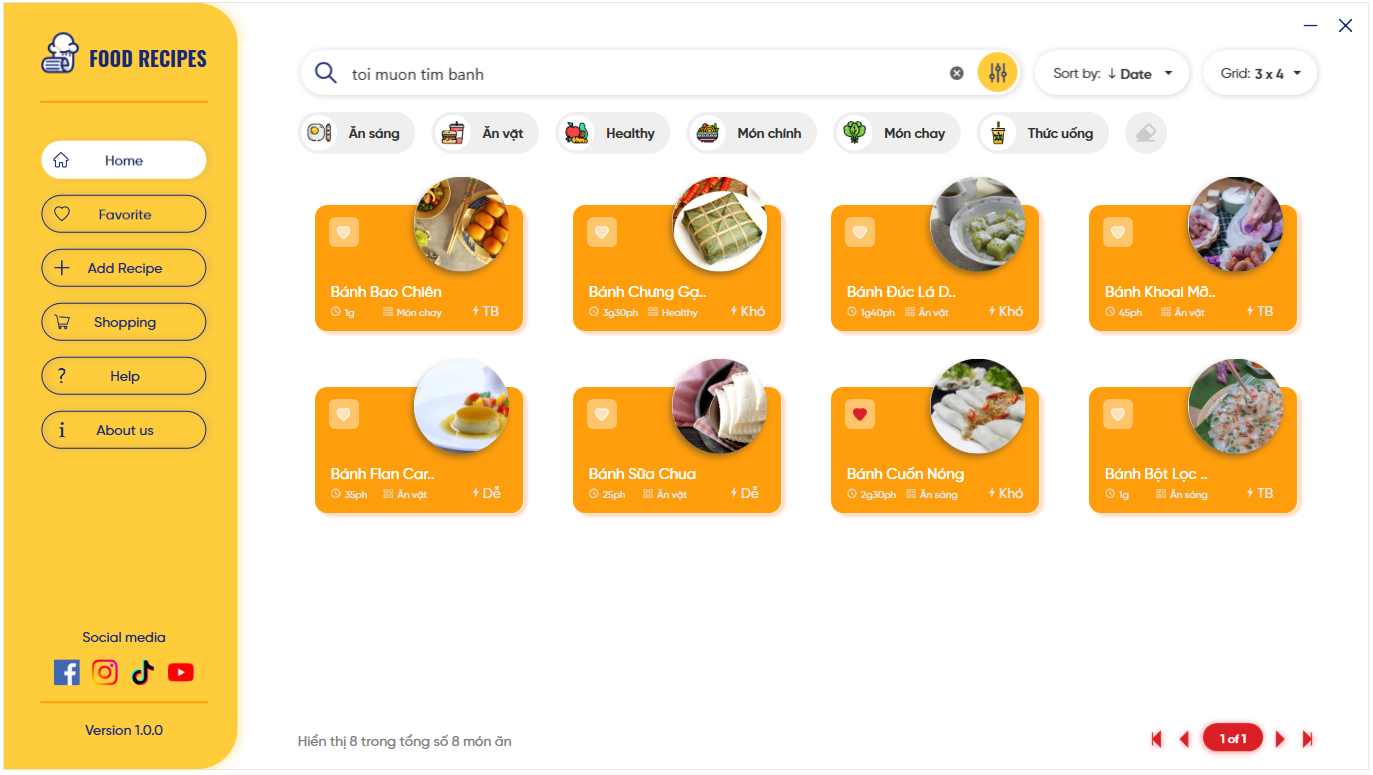 FOOD RECIPES
Home
Favorite
Add Recipe
Shopping
Help
About us
Social media
Version 1.0.0
toi muon tim banh
Sort by: ↓ Date
Grid: 3 x 4
Ăn sáng
Ăn vặt
Healthy
Món chính
Món chay
Thức uống
Bánh Bao Chiên
1g Món chay TB
Bánh Chưng Gạ..
3g30ph Healthy Khó
Bánh Đúc Lá D..
1g40ph Ăn vặt Khó
Bánh Khoai Mỡ..
45ph Ăn vặt TB
Bánh Flan Car..
35ph Ăn vặt Dễ
Bánh Sữa Chua
25ph Ăn vặt Dễ
Bánh Cuốn Nóng
2g30ph Ăn sáng Khó
Bánh Bột Lọc ..
1g Ăn sáng TB
Hiển thị 8 trong tổng số 8 món ăn
1 of 1